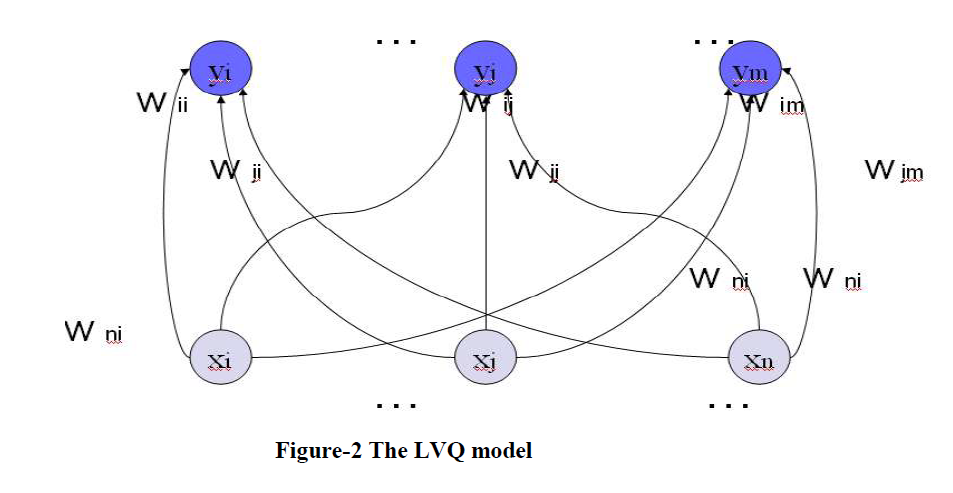 ... ...
yi yj ym
W ii W ij W im
W ji W jj W jm
W ni W ni
W ni
xi xj xn
... ...
Figure-2 The LVQ model